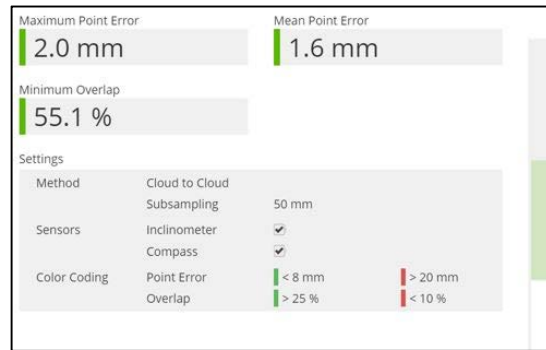 Maximum Point Error
Mean Point Error
2.0 mm
1.6 mm
Minimum Overlap
55.1 %
Settings
Method Cloud to Cloud
Subsampling 50 mm
Sensors Inclinometer
Compass
Color Coding Point Error < 8 mm > 20 mm
Overlap > 25 % < 10 %